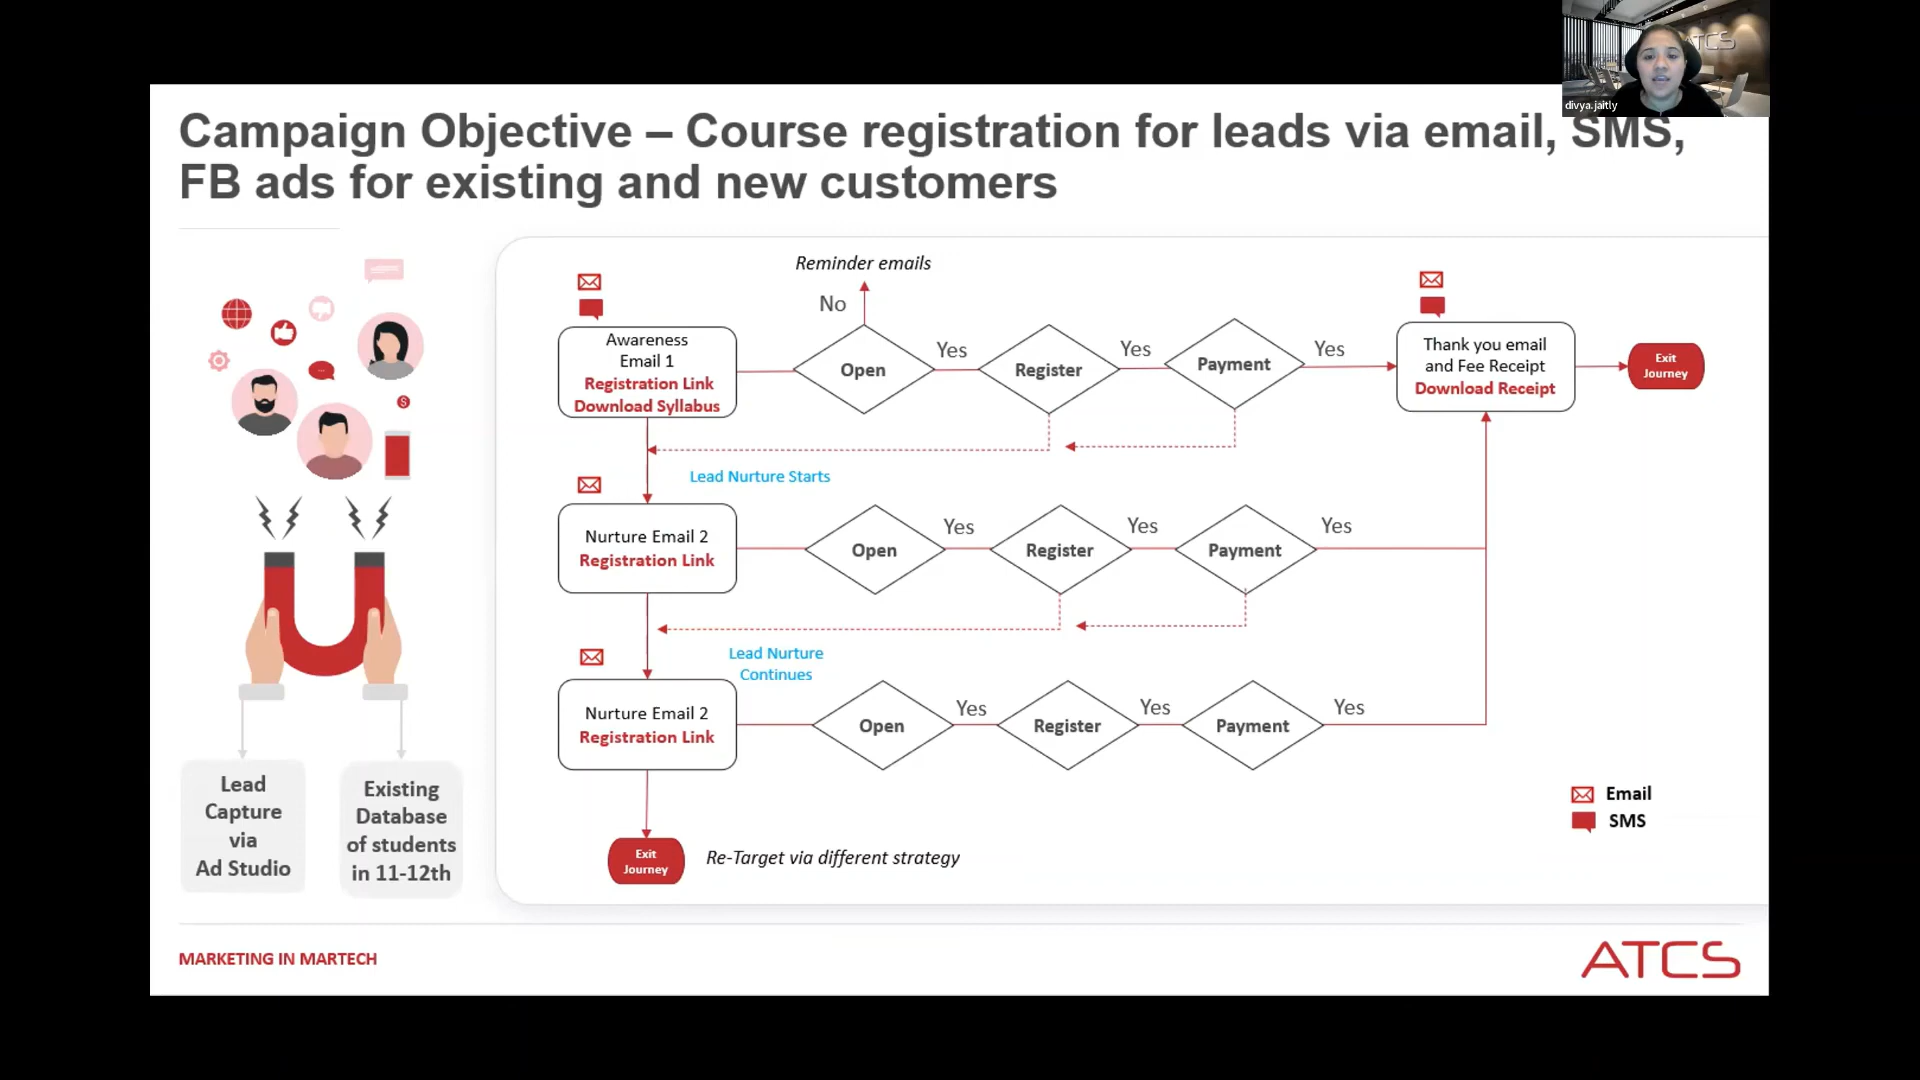 ATCS
divya.jaitly
Campaign Objective – Course registration for leads via email, SMS,
FB ads for existing and new customers
Reminder emails
No
Awareness
Email 1
Registration Link
Download Syllabus
Open
Yes
Register
Yes
Payment
Yes
Thank you email
and Fee Receipt
Download Receipt
Exit
Journey
Lead Nurture Starts
Nurture Email 2
Registration Link
Open
Yes
Register
Yes
Payment
Yes
Lead Nurture
Continues
Nurture Email 2
Registration Link
Open
Yes
Register
Yes
Payment
Yes
Exit
Journey
Re-Target via different strategy
Email
SMS
Lead
Capture
via
Ad Studio
Existing
Database
of students
in 11-12th
MARKETING IN MARTECH
ATCS